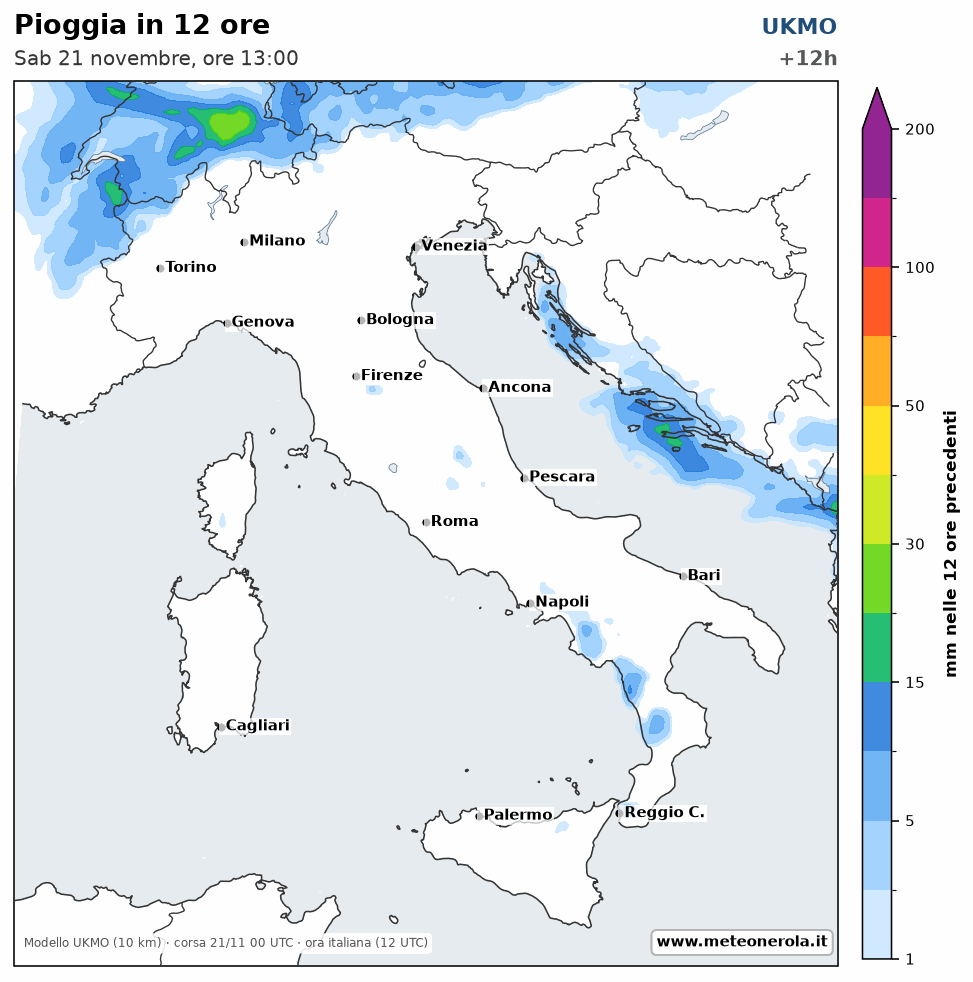 Pioggia in 12 ore
UKMO
Sab 21 novembre, ore 13:00
+12h
200
100
50
30
15
5
1
mm nelle 12 ore precedenti
Milano
Venezia
Torino
Genova
Bologna
Firenze
Ancona
Pescara
Roma
Bari
Napoli
Cagliari
Palermo
Reggio C.
Modello UKMO (10 km) · corsa 21/11 00 UTC · ora italiana (12 UTC)
www.meteonerola.it